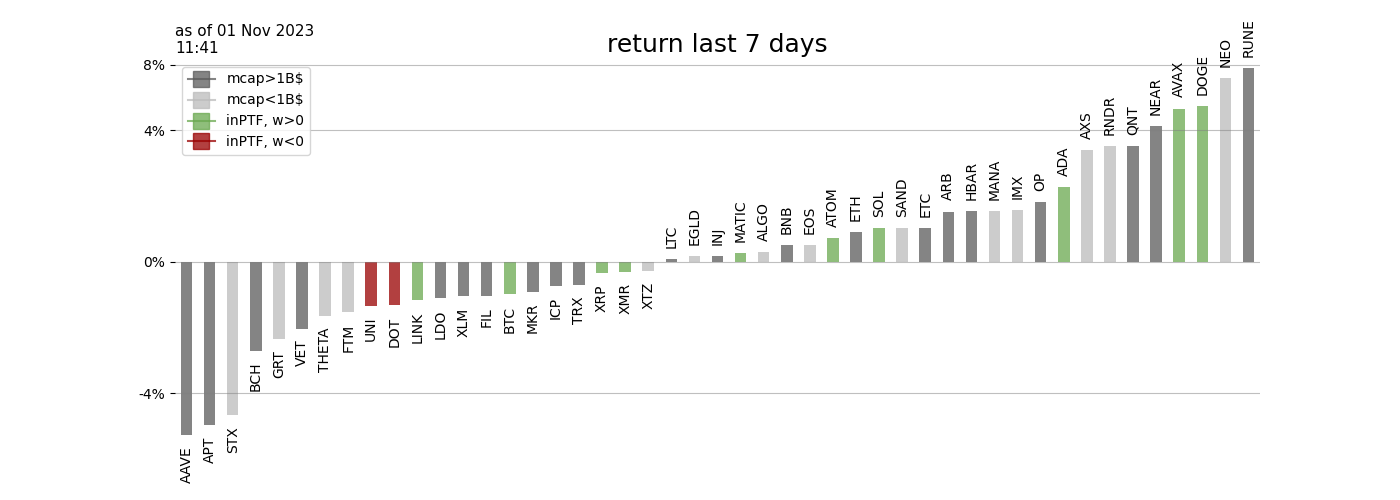 as of 01 Nov 2023
11:41
return last 7 days
8%
4%
0%
-4%
mcap>1B$
mcap<1B$
inPTF, w>0
inPTF, w<0
AAVE
APT
STX
BCH
GRT
VET
THETA
FTM
UNI
DOT
LINK
LDO
XLM
FIL
BTC
MKR
ICP
TRX
XRP
XMR
XTZ
LTC
EGLD
INJ
MATIC
ALGO
BNB
EOS
ATOM
ETH
SOL
SAND
ETC
ARB
HBAR
MANA
IMX
OP
ADA
AXS
RNDR
QNT
NEAR
AVAX
DOGE
NEO
RUNE